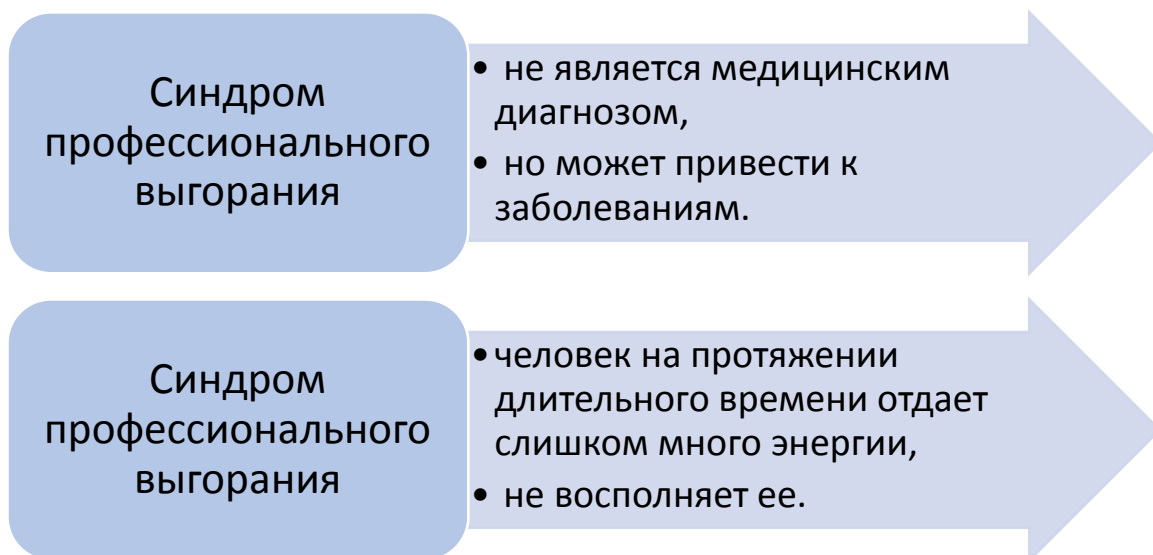 Синдром
профессионального
выгорания
• не является медицинским
диагнозом,
• но может привести к
заболеваниям.
Синдром
профессионального
выгорания
•человек на протяжении
длительного времени отдает
слишком много энергии,
• не восполняет ее.